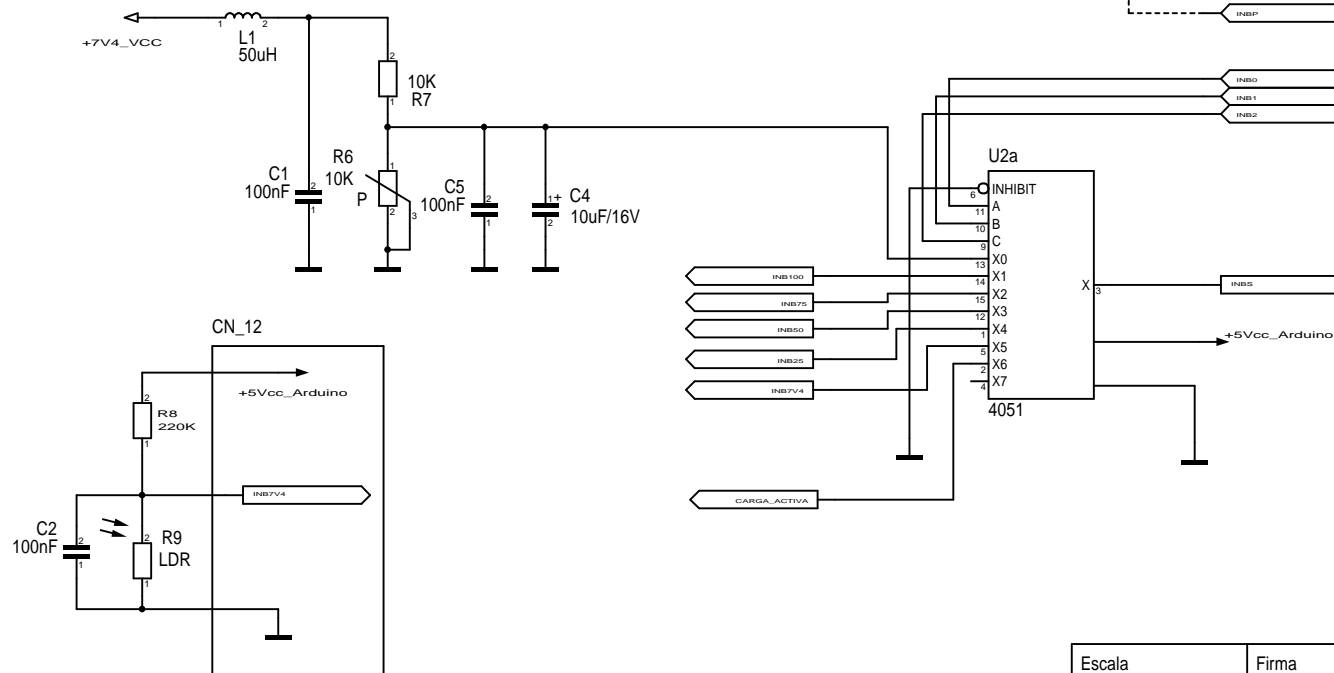 INBP
+7V4_VCC
1
2
L1
50uH
2
10K
R7
1
INB0
INB1
INB2
C1
100nF
2
1
R6
10K
P
1
2
3
C5
100nF
2
1
1+
C4
10uF/16V
2
U2a
6
INHIBIT
11
A
10
B
9
C
13
X0
14
X1
15
X2
12
X3
1
X4
5
X5
2
X6
4
X7
X
3
4051
INB100
INB75
INB50
INB25
INB7V4
CARGA_ACTIVA
INBS
+5Vcc_Arduino
CN_12
+5Vcc_Arduino
2
R8
220K
1
INB7V4
C2
100nF
2
1
2
R9
LDR
1
Escala
Firma